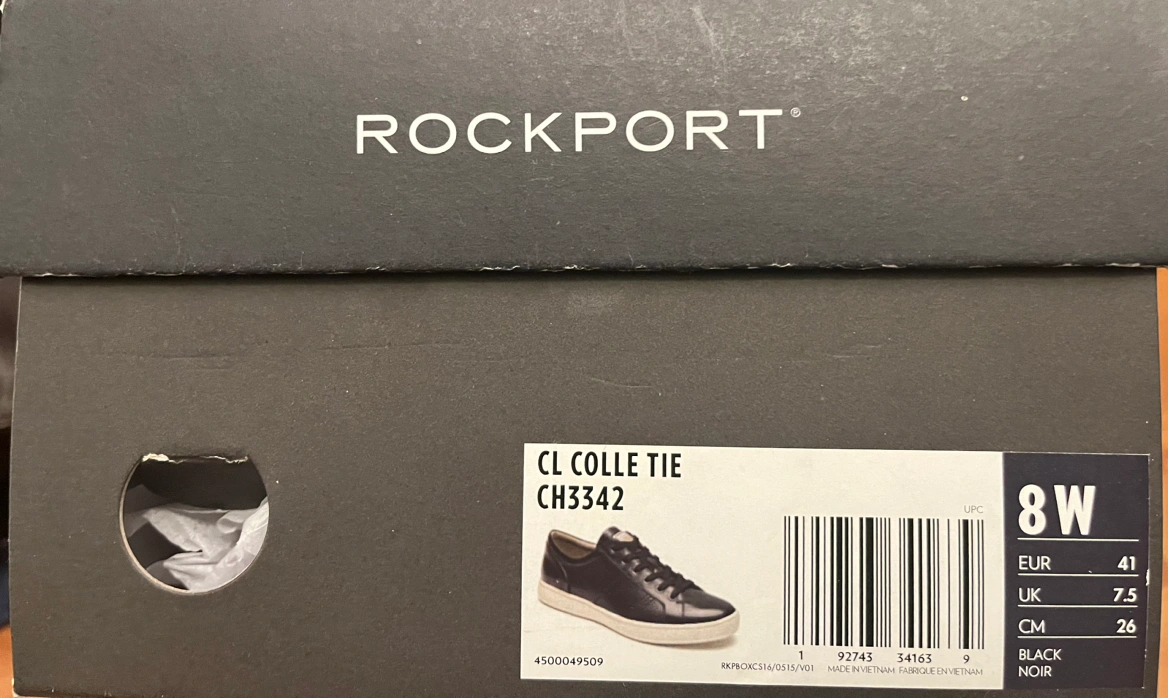 ROCKPORT®
CL COLLE TIE
CH3342
UPC
1 92743 34163 9
4500049509
RKPBOXCS16/0515/V01
MADE IN VIETNAM FABRIQUE EN VIETNAM
8 W
EUR 41
UK 7.5
CM 26
BLACK
NOIR